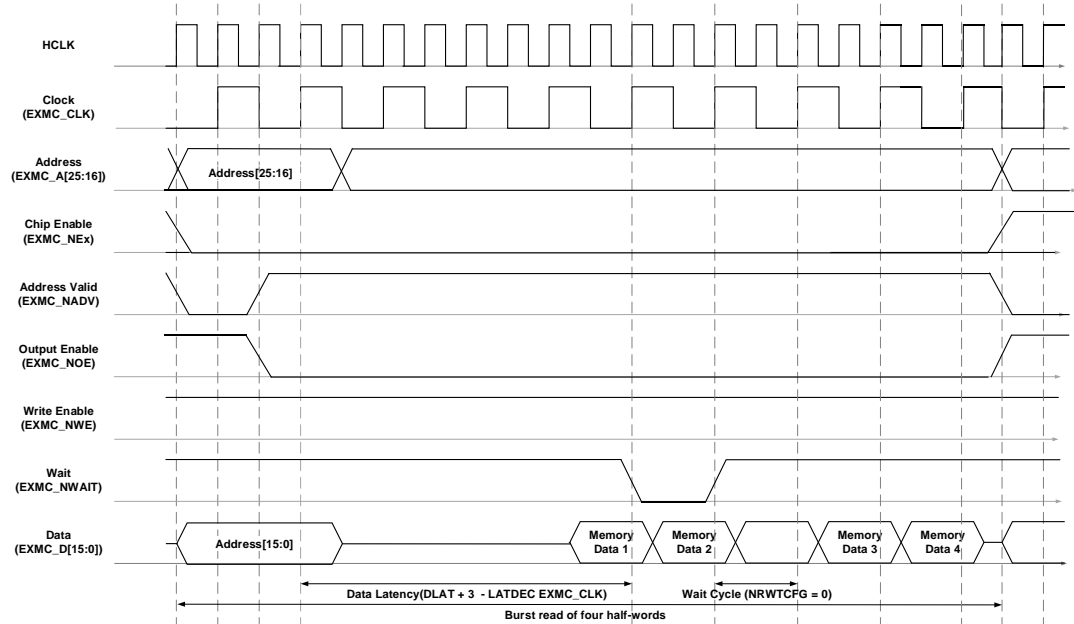 HCLK
Clock
(EXMC_CLK)
Address
(EXMC_A[25:16])
Address[25:16]
Chip Enable
(EXMC_NEx)
Address Valid
(EXMC_NADV)
Output Enable
(EXMC_NOE)
Write Enable
(EXMC_NWE)
Wait
(EXMC_NWAIT)
Data
(EXMC_D[15:0])
Address[15:0]
Memory
Data 1
Memory
Data 2
Memory
Data 3
Memory
Data 4
Data Latency(DLAT + 3 - LATDEC EXMC_CLK)
Wait Cycle (NRWTCFG = 0)
Burst read of four half-words